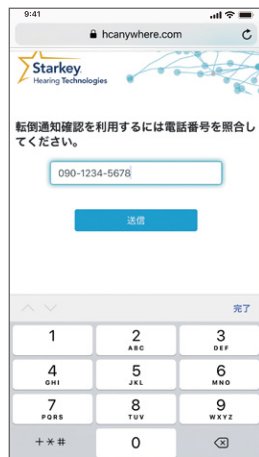 9:41
hcanywhere.com
Starkey
Hearing Technologies
転倒通知確認を利用するには電話番号を照合し
てください。
090-1234-5678
送信
完了
1
2
ABC
3
DEF
4
GHI
5
JKL
6
MNO
7
PQRS
8
TUV
9
WXYZ
+*#
0